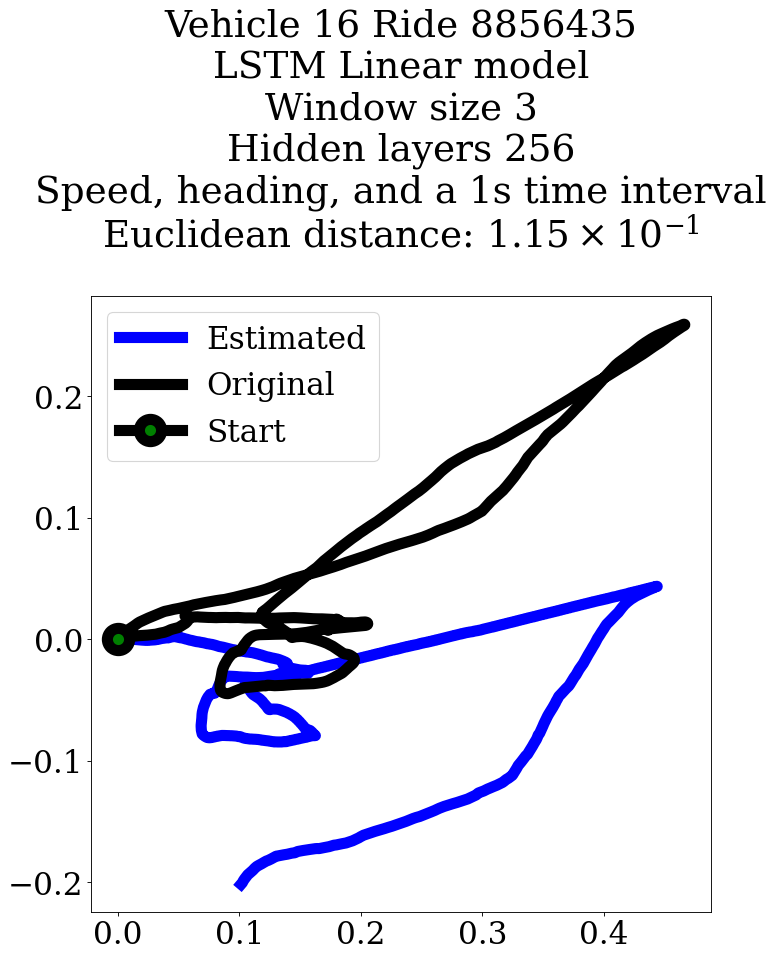 Vehicle 16 Ride 8856435
LSTM Linear model
Window size 3
Hidden layers 256
Speed, heading, and a 1s time interval
Euclidean distance: 1.15 × 10⁻¹
Estimated
Original
Start
0.2
0.1
0.0
−0.1
−0.2
0.0 0.1 0.2 0.3 0.4